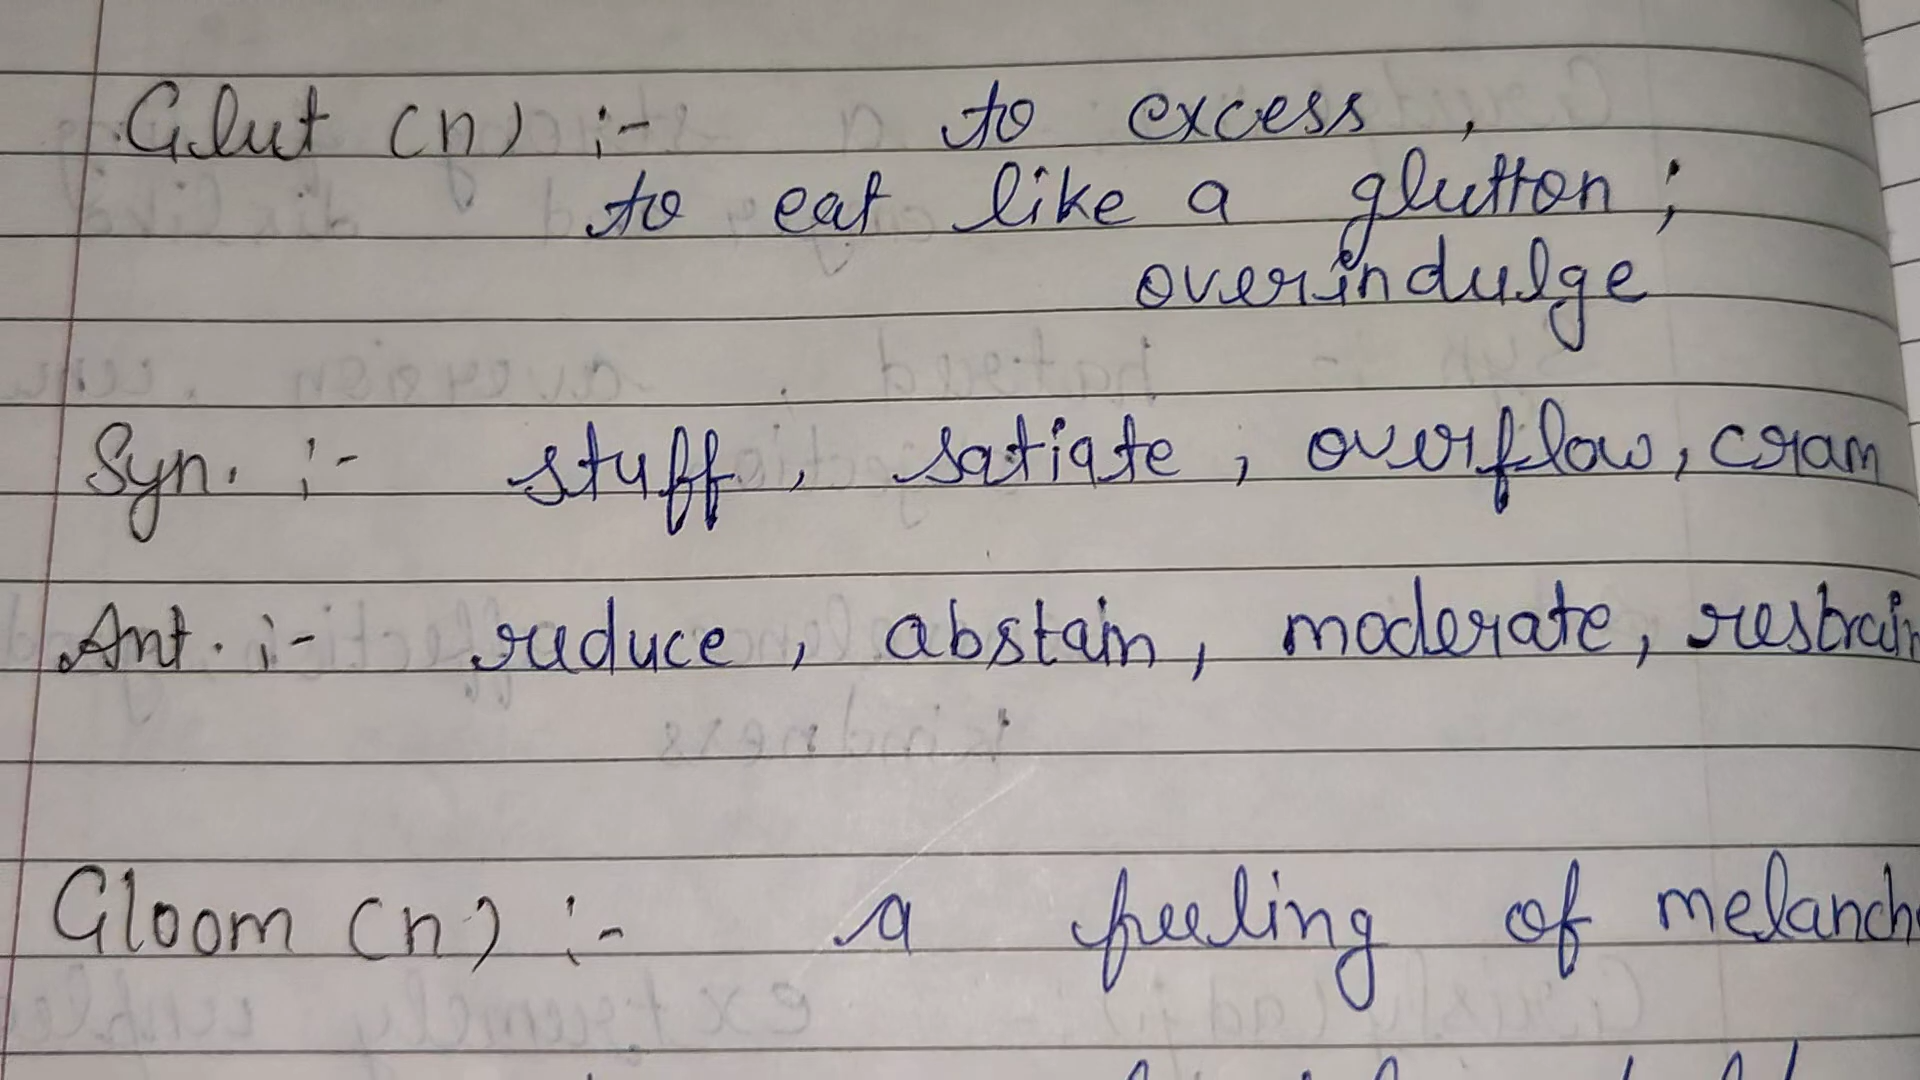 Glut (n) :- to excess,
to eat like a glutton;
overindulge
Syn. :- stuff, satiate, overflow, cram
Ant. :- reduce, abstain, moderate, restrain
Gloom (n) :- a feeling of melanch